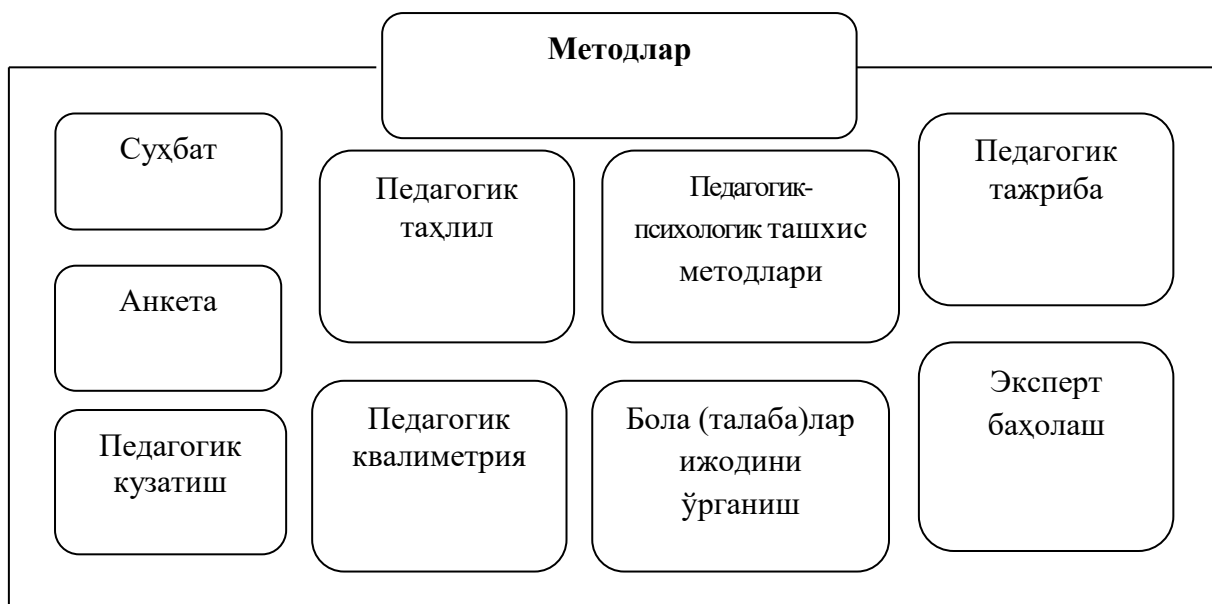 Методлар
Суҳбат
Анкета
Педагогик
кузатиш
Педагогик
таҳлил
Педагогик
квалиметрия
Педагогик-
психологик ташхис
методлари
Бола (талаба)лар
ижодини
ўрганиш
Педагогик
тажриба
Эксперт
баҳолаш